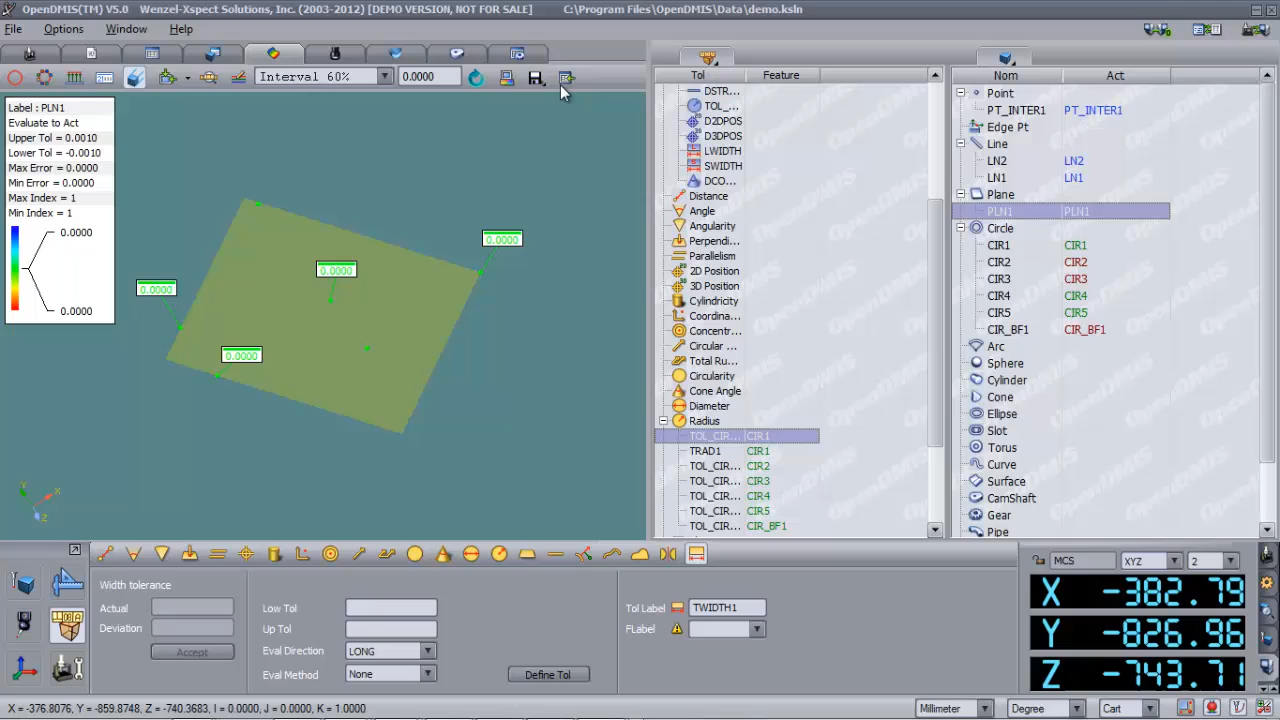 OpenDMIS(TM) V5.0 Wenzel-Xspect Solutions, Inc. (2003-2012) [DEMO VERSION, NOT FOR SALE] C:\Program Files\OpenDMIS\Data\demo.ksln
File Options Window Help
Interval 60% 0.0000
Label : PLN1
Evaluate to Act
Upper Tol = 0.0010
Lower Tol = -0.0010
Max Error = 0.0000
Min Error = 0.0000
Max Index = 1
Min Index = 1
0.0000
0.0000
0.0000
0.0000
0.0000
0.0000
X
Y
Z
Tol Feature
DSTR...
TOL_...
D2DPOS
D3DPOS
LWIDTH
SWIDTH
DCO...
Distance
Angle
Angularity
Perpendi...
Parallelism
2D Position
3D Position
Cylindricity
Coordina...
Concentr...
Circular ...
Total Ru...
Circularity
Cone Angle
Diameter
Radius
TOL_CIR... CIR1
TRAD1 CIR1
TOL_CIR... CIR2
TOL_CIR... CIR3
TOL_CIR... CIR4
TOL_CIR... CIR5
TOL_CIR... CIR_BF1
Nom Act
Point
PT_INTER1 PT_INTER1
Edge Pt
Line
LN2 LN2
LN1 LN1
Plane
PLN1 PLN1
Circle
CIR1 CIR1
CIR2 CIR2
CIR3 CIR3
CIR4 CIR4
CIR5 CIR5
CIR_BF1 CIR_BF1
Arc
Sphere
Cylinder
Cone
Ellipse
Slot
Torus
Curve
Surface
CamShaft
Gear
Pipe
Width tolerance
Actual
Deviation
Accept
Low Tol
Up Tol
Eval Direction LONG
Eval Method None
Define Tol
Tol Label TWIDTH1
FLabel
MCS XYZ 2
X -382.79
Y -826.96
Z -743.71
X = -376.8076, Y = -859.8748, Z = -740.3683, I = 0.0000, J = 0.0000, K = 1.0000
Millimeter Degree Cart